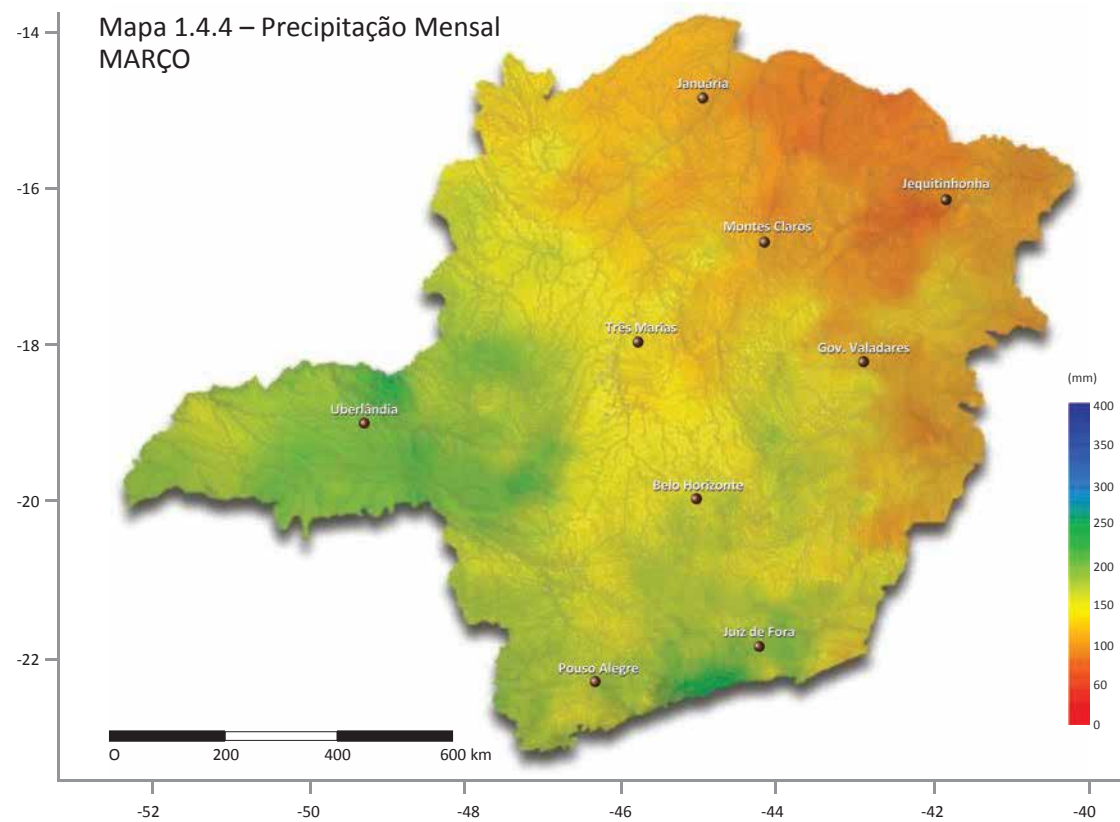 Mapa 1.4.4 – Precipitação Mensal
MARÇO
-14
-16
-18
-20
-22
Januária
Jequitinhonha
Montes Claros
Três Marias
Gov. Valadares
Uberlândia
Belo Horizonte
Juiz de Fora
Pouso Alegre
(mm)
400
350
300
250
200
150
100
60
0
O 200 400 600 km
-52 -50 -48 -46 -44 -42 -40